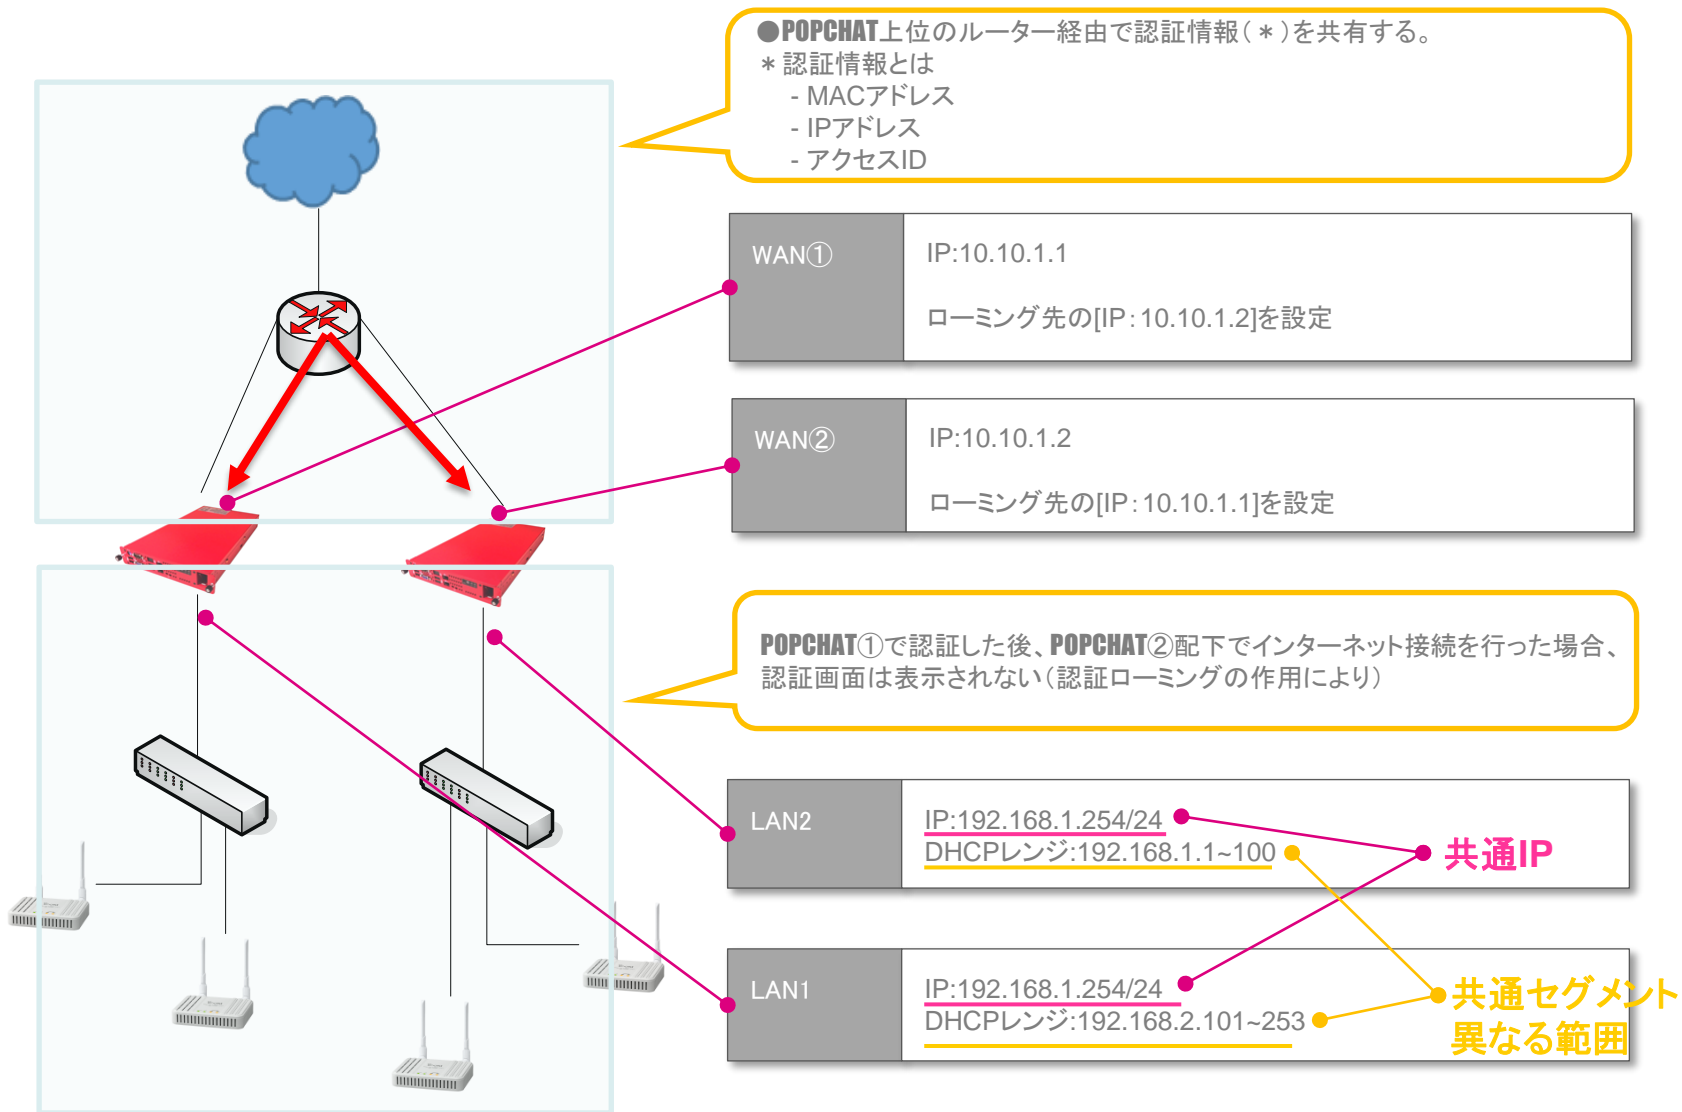 ●POPCHAT上位のルーター経由で認証情報（＊）を共有する。
＊認証情報とは
- MACアドレス
- IPアドレス
- アクセスID
WAN①
IP:10.10.1.1
ローミング先の[IP：10.10.1.2]を設定
WAN②
IP:10.10.1.2
ローミング先の[IP：10.10.1.1]を設定
POPCHAT①で認証した後、POPCHAT②配下でインターネット接続を行った場合、
認証画面は表示されない（認証ローミングの作用により）
LAN2
IP:192.168.1.254/24
DHCPレンジ:192.168.1.1~100
共通IP
LAN1
IP:192.168.1.254/24
DHCPレンジ:192.168.2.101~253
共通セグメント
異なる範囲